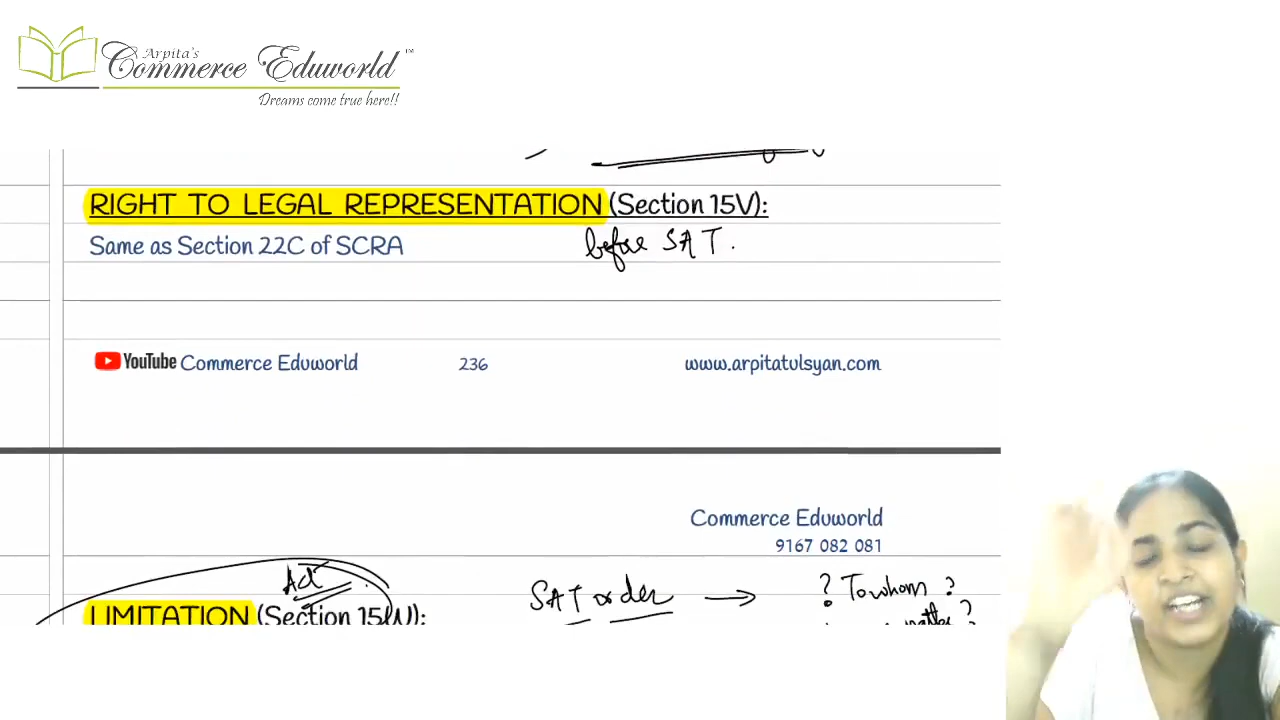 Arpita's
Commerce Eduworld™
Dreams come true here!!
RIGHT TO LEGAL REPRESENTATION (Section 15V):
Same as Section 22C of SCRA
before SAT.
YouTube Commerce Eduworld 236 www.arpitatulsyan.com
Commerce Eduworld
9167 082 081
Act
SAT order → ? To whom ?
LIMITATION (Section 15W):
matter ?